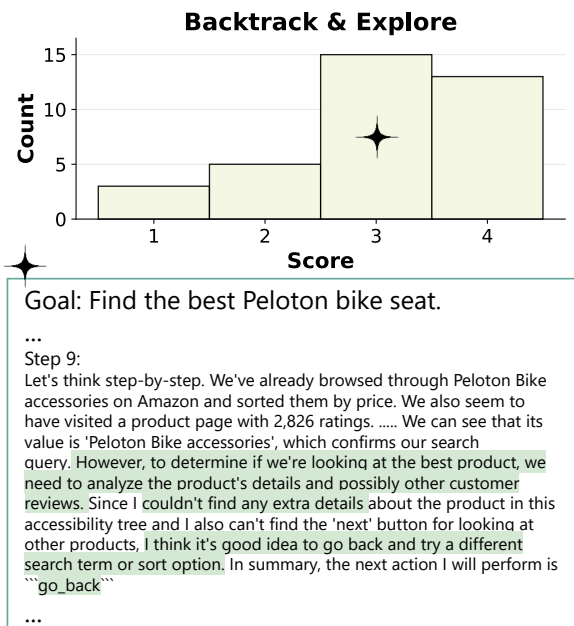 Backtrack & Explore
15
10
5
0
Count
1 2 3 4
Score
Goal: Find the best Peloton bike seat.
...
Step 9:
Let's think step-by-step. We've already browsed through Peloton Bike
accessories on Amazon and sorted them by price. We also seem to
have visited a product page with 2,826 ratings. ..... We can see that its
value is 'Peloton Bike accessories', which confirms our search
query. However, to determine if we're looking at the best product, we
need to analyze the product's details and possibly other customer
reviews. Since I couldn't find any extra details about the product in this
accessibility tree and I also can't find the 'next' button for looking at
other products, I think it's good idea to go back and try a different
search term or sort option. In summary, the next action I will perform is
```go_back```
...